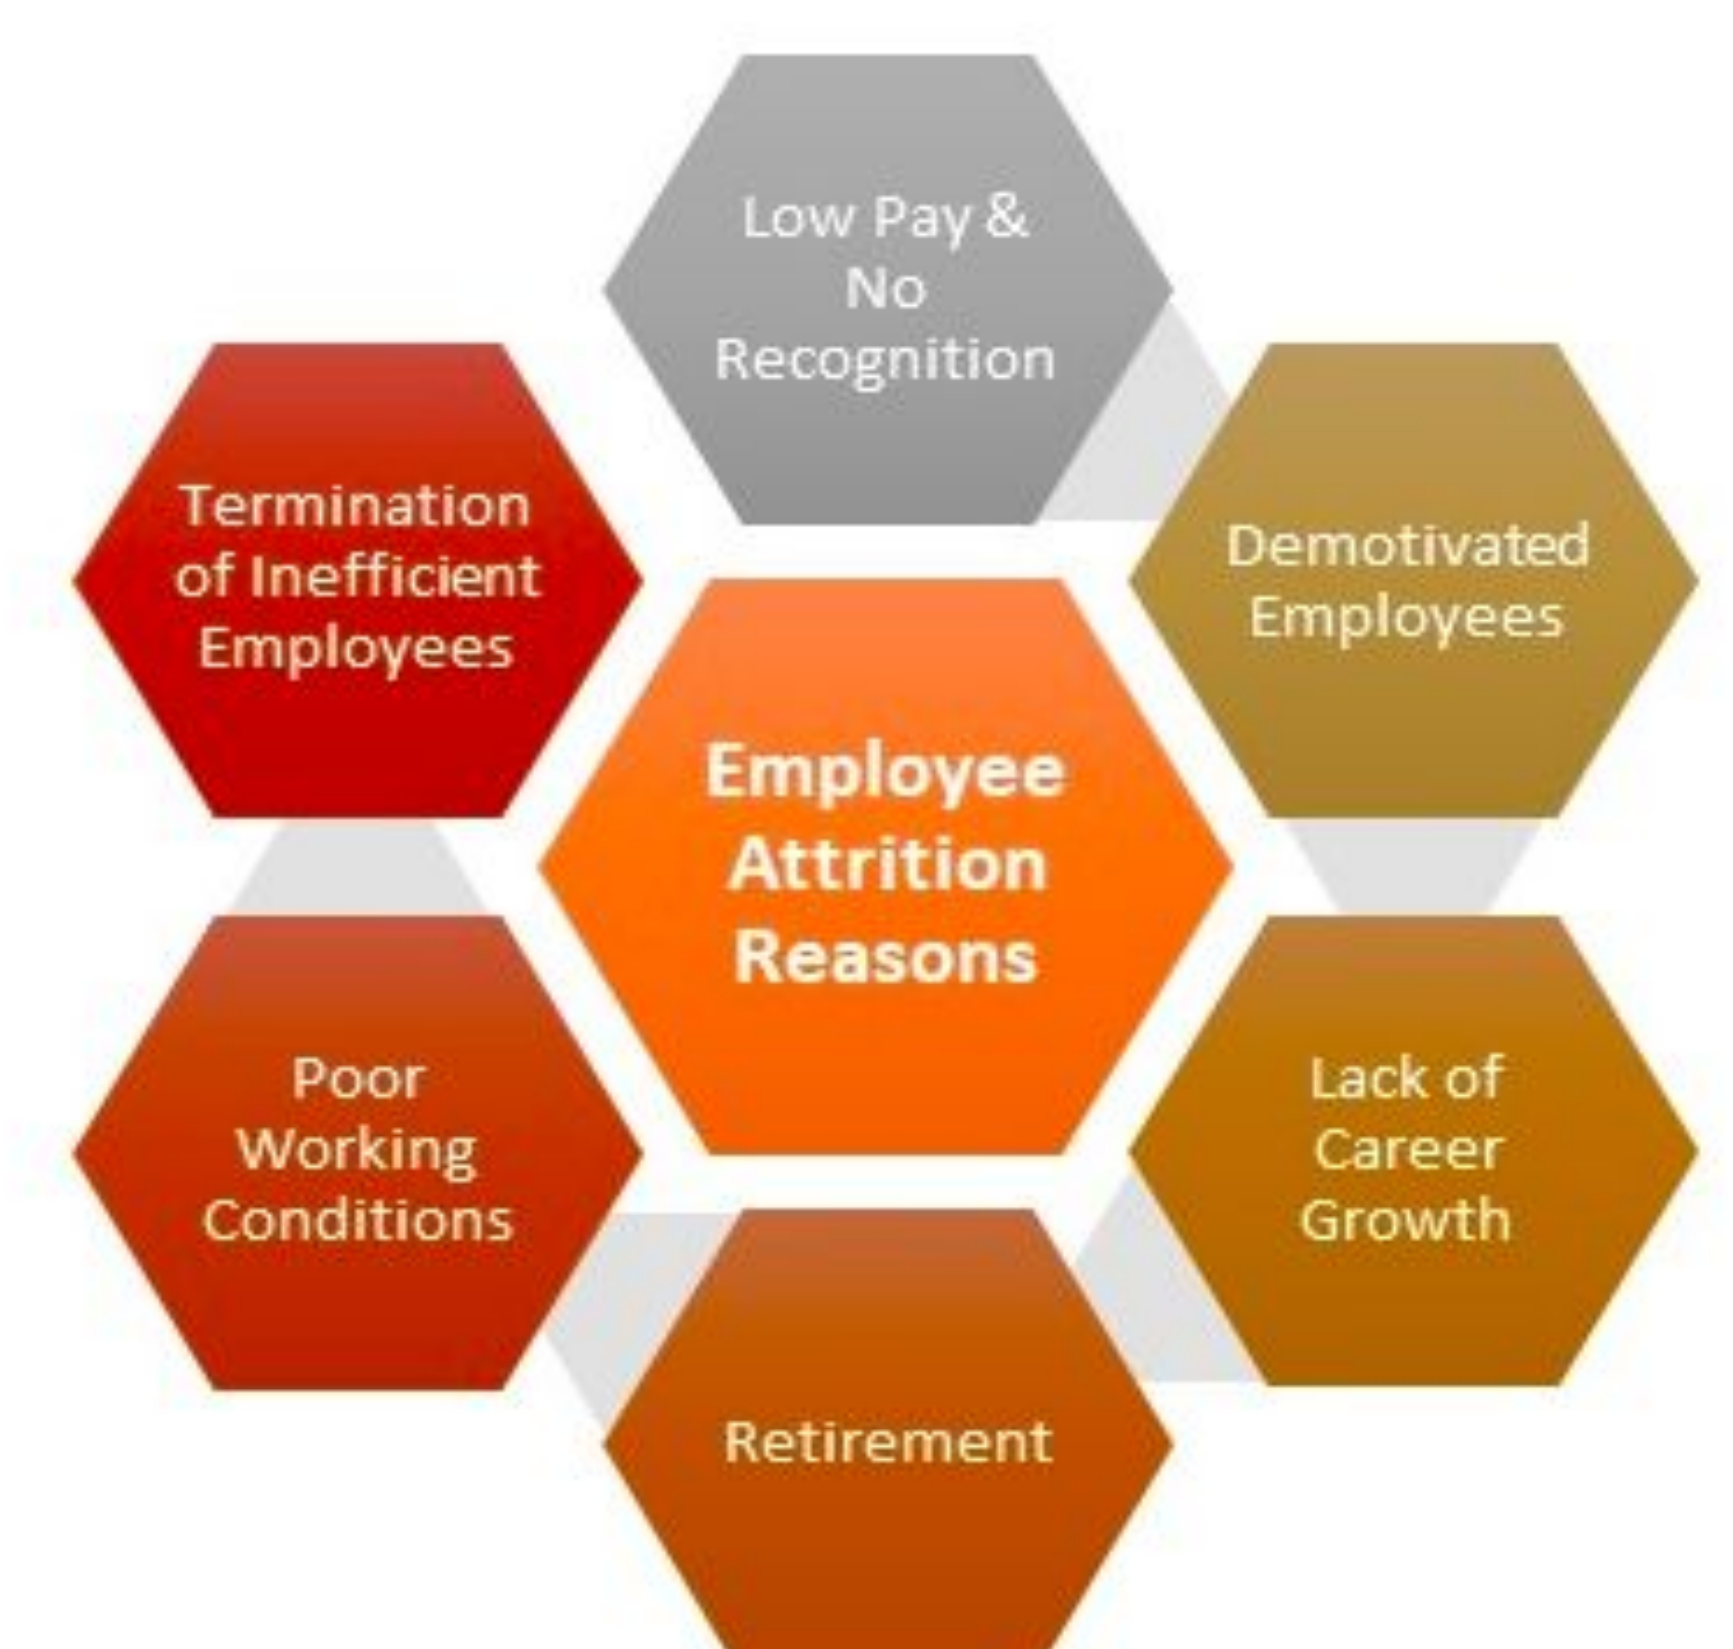 Low Pay &
No
Recognition
Termination
of Inefficient
Employees
Demotivated
Employees
Employee
Attrition
Reasons
Poor
Working
Conditions
Lack of
Career
Growth
Retirement